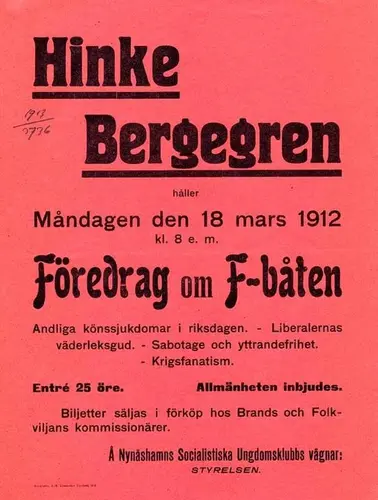 Hinke
Bergegren
håller
Måndagen den 18 mars 1912
kl. 8 e. m.
Föredrag om F-båten
Andliga könssjukdomar i riksdagen. - Liberalernas
väderleksgud. - Sabotage och yttrandefrihet.
- Krigsfanatism.
Entré 25 öre. Allmänheten inbjudes.
Biljetter säljas i förköp hos Brands och Folk-
viljans kommissionärer.
Å Nynäshamns Socialistiska Ungdomsklubbs vägnar:
STYRELSEN.